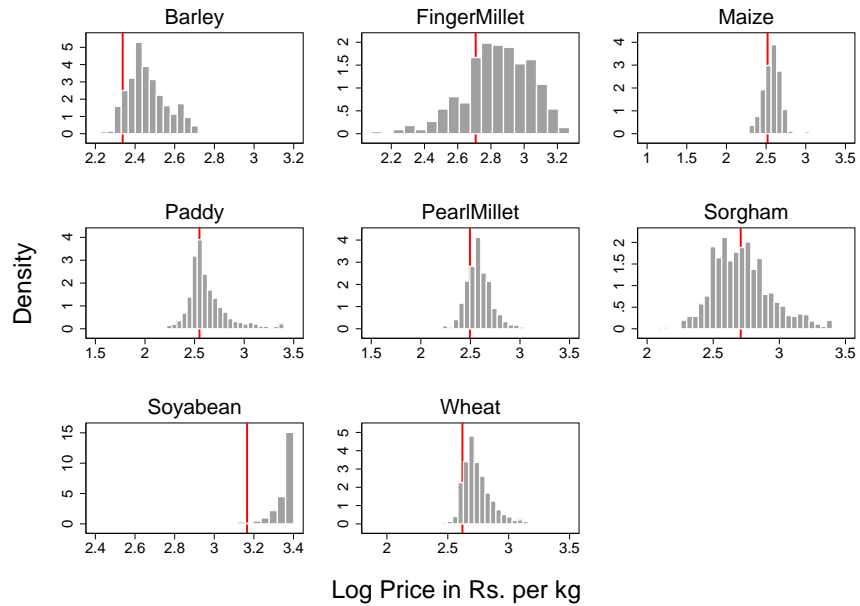 Barley
FingerMillet
Maize
0 1 2 3 4 5
2.2 2.4 2.6 2.8 3 3.2
0 .5 1 1.5 2
2.2 2.4 2.6 2.8 3 3.2
0 1 2 3 4
1 1.5 2 2.5 3 3.5
Paddy
PearlMillet
Sorgham
0 1 2 3 4
1.5 2 2.5 3 3.5
0 1 2 3 4
1.5 2 2.5 3 3.5
0 .5 1 1.5 2
2 2.5 3 3.5
Soyabean
Wheat
0 5 10 15
2.4 2.6 2.8 3 3.2 3.4
0 1 2 3 4 5
2 2.5 3 3.5
Density
Log Price in Rs. per kg